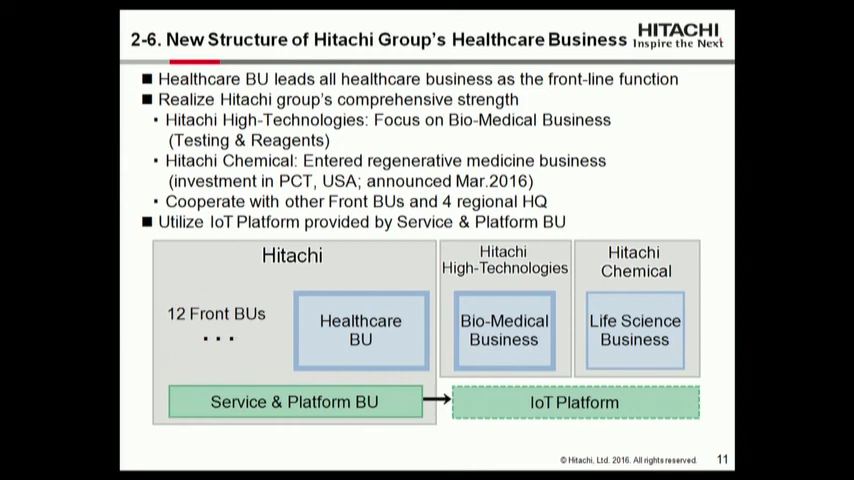 2-6. New Structure of Hitachi Group's Healthcare Business
HITACHI
Inspire the Next
■ Healthcare BU leads all healthcare business as the front-line function
■ Realize Hitachi group's comprehensive strength
・Hitachi High-Technologies: Focus on Bio-Medical Business
(Testing & Reagents)
・Hitachi Chemical: Entered regenerative medicine business
(investment in PCT, USA; announced Mar.2016)
・Cooperate with other Front BUs and 4 regional HQ
■ Utilize IoT Platform provided by Service & Platform BU
Hitachi
12 Front BUs
・・・
Healthcare
BU
Hitachi
High-Technologies
Bio-Medical
Business
Hitachi
Chemical
Life Science
Business
Service & Platform BU
IoT Platform
© Hitachi, Ltd. 2016. All rights reserved.
11